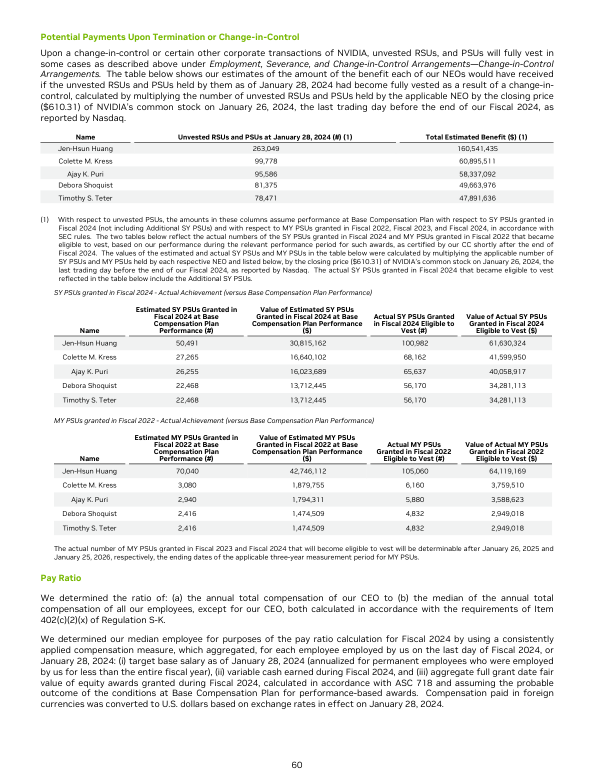 Potential Payments Upon Termination or Change-in-Control
Upon a change-in-control or certain other corporate transactions of NVIDIA, unvested RSUs, and PSUs will fully vest in
some cases as described above under Employment, Severance, and Change-in-Control Arrangements—Change-in-Control
Arrangements. The table below shows our estimates of the amount of the benefit each of our NEOs would have received
if the unvested RSUs and PSUs held by them as of January 28, 2024 had become fully vested as a result of a change-in-
control, calculated by multiplying the number of unvested RSUs and PSUs held by the applicable NEO by the closing price
($610.31) of NVIDIA's common stock on January 26, 2024, the last trading day before the end of our Fiscal 2024, as
reported by Nasdaq.
Name Unvested RSUs and PSUs at January 28, 2024 (#) (1) Total Estimated Benefit ($) (1)
Jen-Hsun Huang 263,049 160,541,435
Colette M. Kress 99,778 60,895,511
Ajay K. Puri 95,586 58,337,092
Debora Shoquist 81,375 49,663,976
Timothy S. Teter 78,471 47,891,636
(1) With respect to unvested PSUs, the amounts in these columns assume performance at Base Compensation Plan with respect to SY PSUs granted in
Fiscal 2024 (not including Additional SY PSUs) and with respect to MY PSUs granted in Fiscal 2022, Fiscal 2023, and Fiscal 2024, in accordance with
SEC rules. The two tables below reflect the actual numbers of the SY PSUs granted in Fiscal 2024 and MY PSUs granted in Fiscal 2022 that became
eligible to vest, based on our performance during the relevant performance period for such awards, as certified by our CC shortly after the end of
Fiscal 2024. The values of the estimated and actual SY PSUs and MY PSUs in the table below were calculated by multiplying the applicable number of
SY PSUs and MY PSUs held by each respective NEO and listed below, by the closing price ($610.31) of NVIDIA's common stock on January 26, 2024, the
last trading day before the end of our Fiscal 2024, as reported by Nasdaq. The actual SY PSUs granted in Fiscal 2024 that became eligible to vest
reflected in the table below include the Additional SY PSUs.
SY PSUs granted in Fiscal 2024 - Actual Achievement (versus Base Compensation Plan Performance)
Estimated SY PSUs Granted in Value of Estimated SY PSUs
Fiscal 2024 at Base Granted in Fiscal 2024 at Base Actual SY PSUs Granted Value of Actual SY PSUs
Compensation Plan Compensation Plan Performance in Fiscal 2024 Eligible to Granted in Fiscal 2024
Name Performance (#) ($) Vest (#) Eligible to Vest ($)
Jen-Hsun Huang 50,491 30,815,162 100,982 61,630,324
Colette M. Kress 27,265 16,640,102 68,162 41,599,950
Ajay K. Puri 26,255 16,023,689 65,637 40,058,917
Debora Shoquist 22,468 13,712,445 56,170 34,281,113
Timothy S. Teter 22,468 13,712,445 56,170 34,281,113
MY PSUs granted in Fiscal 2022 - Actual Achievement (versus Base Compensation Plan Performance)
Estimated MY PSUs Granted in Value of Estimated MY PSUs
Fiscal 2022 at Base Granted in Fiscal 2022 at Base Actual MY PSUs Value of Actual MY PSUs
Compensation Plan Compensation Plan Performance Granted in Fiscal 2022 Granted in Fiscal 2022
Name Performance (#) ($) Eligible to Vest (#) Eligible to Vest ($)
Jen-Hsun Huang 70,040 42,746,112 105,060 64,119,169
Colette M. Kress 3,080 1,879,755 6,160 3,759,510
Ajay K. Puri 2,940 1,794,311 5,880 3,588,623
Debora Shoquist 2,416 1,474,509 4,832 2,949,018
Timothy S. Teter 2,416 1,474,509 4,832 2,949,018
The actual number of MY PSUs granted in Fiscal 2023 and Fiscal 2024 that will become eligible to vest will be determinable after January 26, 2025 and
January 25, 2026, respectively, the ending dates of the applicable three-year measurement period for MY PSUs.
Pay Ratio
We determined the ratio of: (a) the annual total compensation of our CEO to (b) the median of the annual total
compensation of all our employees, except for our CEO, both calculated in accordance with the requirements of Item
402(c)(2)(x) of Regulation S-K.
We determined our median employee for purposes of the pay ratio calculation for Fiscal 2024 by using a consistently
applied compensation measure, which aggregated, for each employee employed by us on the last day of Fiscal 2024, or
January 28, 2024: (i) target base salary as of January 28, 2024 (annualized for permanent employees who were employed
by us for less than the entire fiscal year), (ii) variable cash earned during Fiscal 2024, and (iii) aggregate full grant date fair
value of equity awards granted during Fiscal 2024, calculated in accordance with ASC 718 and assuming the probable
outcome of the conditions at Base Compensation Plan for performance-based awards. Compensation paid in foreign
currencies was converted to U.S. dollars based on exchange rates in effect on January 28, 2024.
60